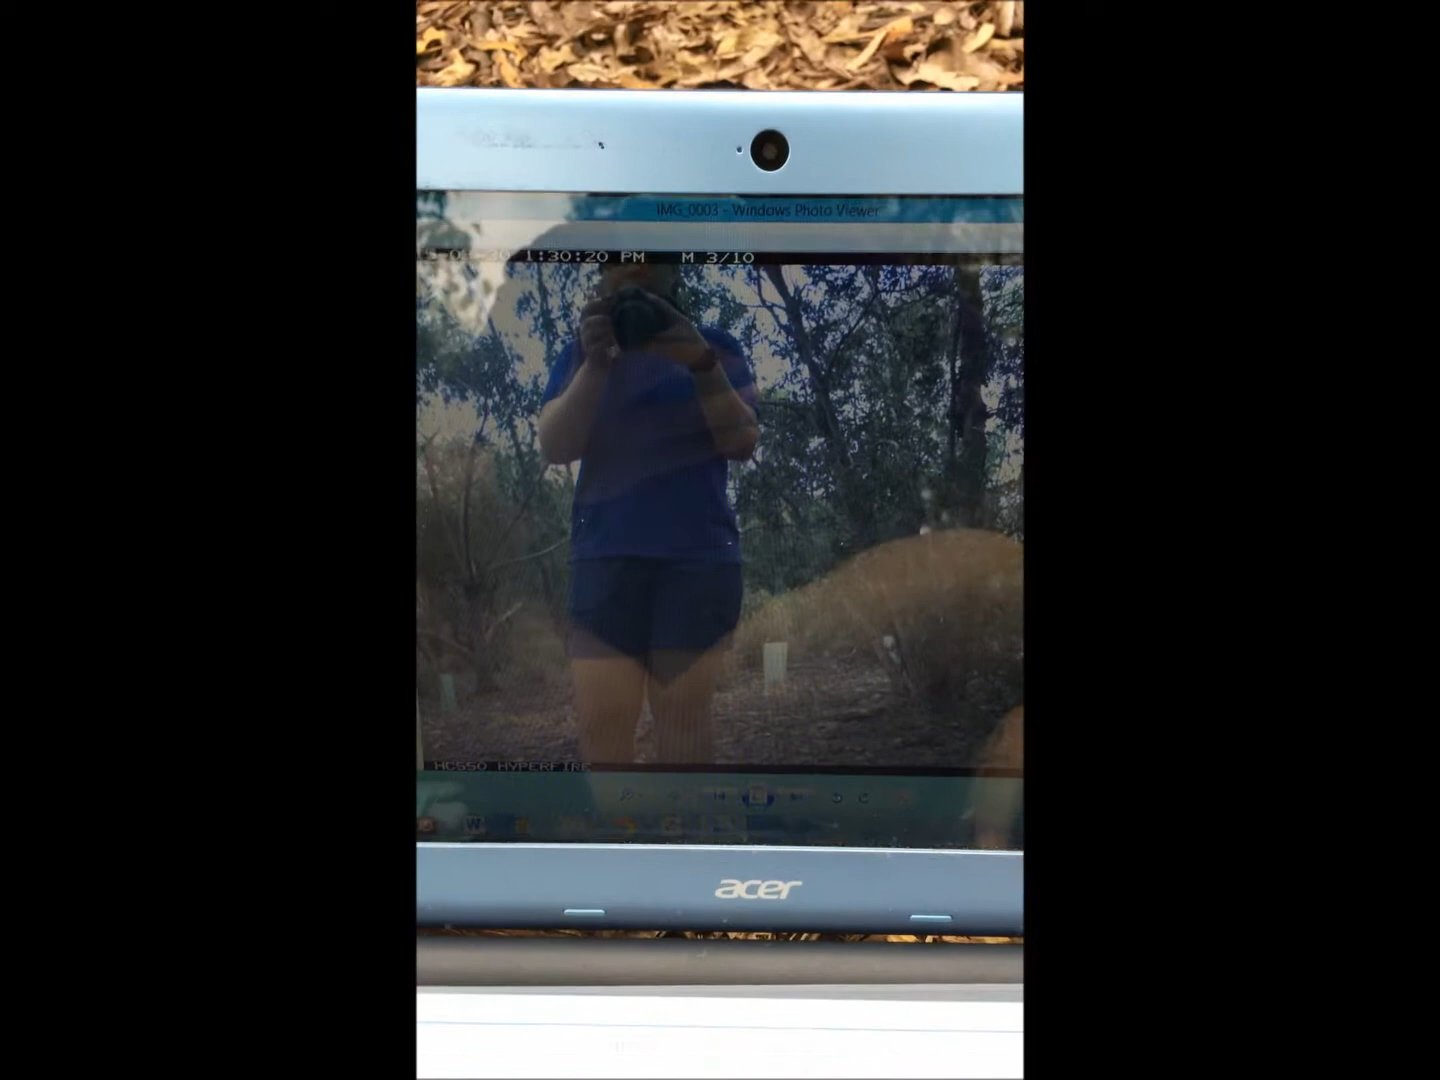 IMG_0003 - Windows Photo Viewer
1:30:20 PM M 3/10
HC550 HYPERFIRE
W
acer